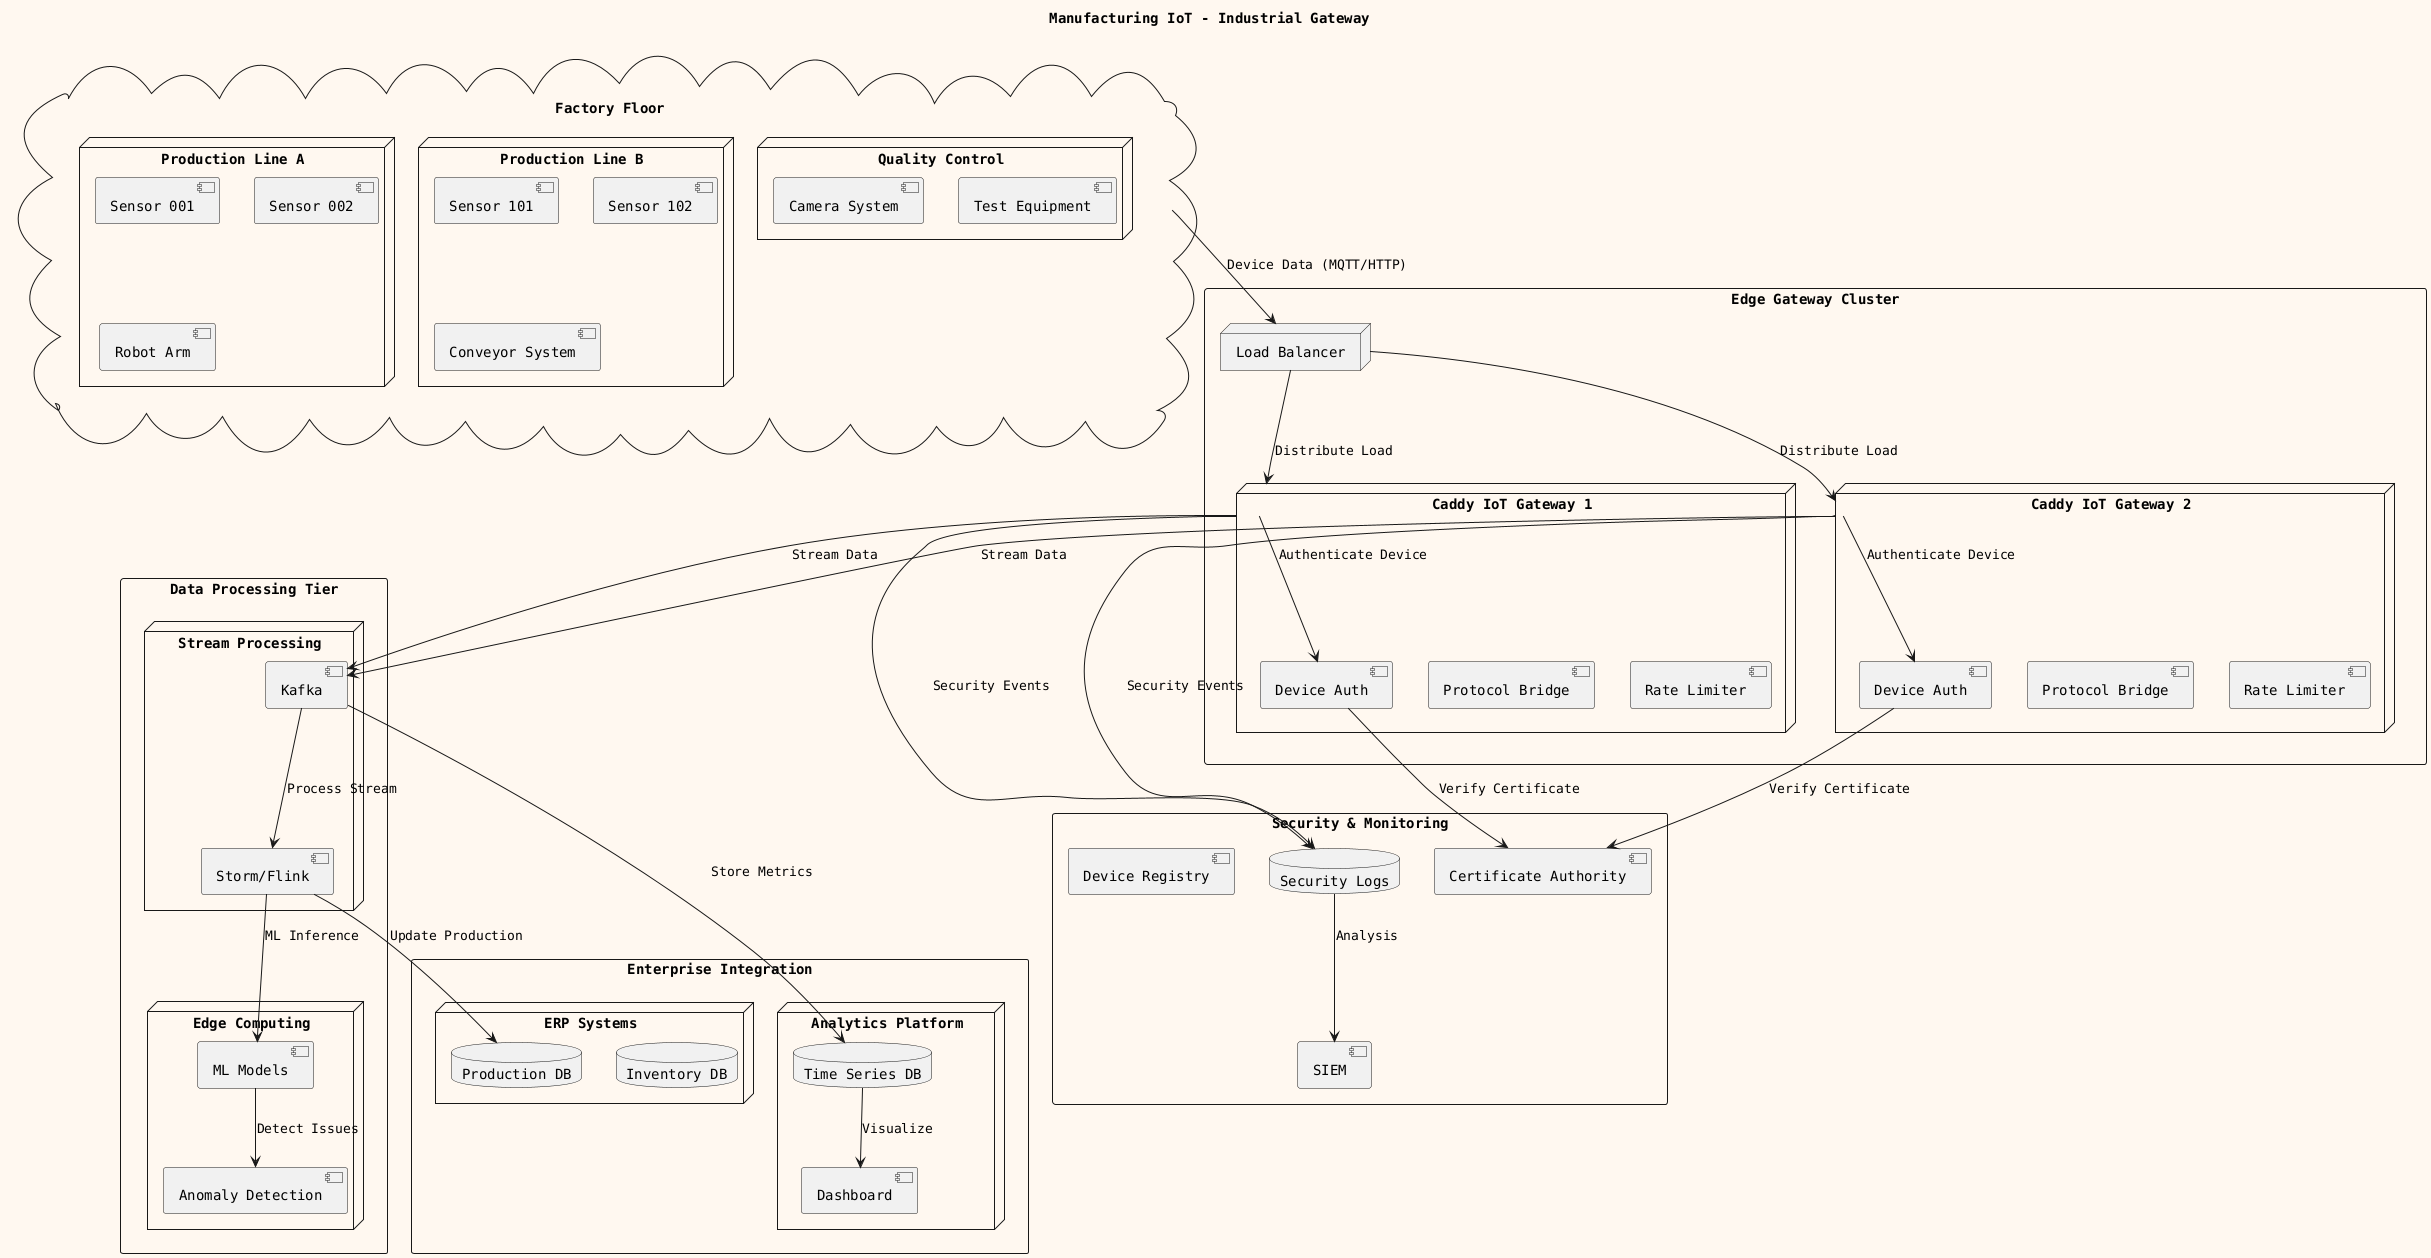 Manufacturing IoT - Industrial Gateway
Factory Floor
Production Line A
Sensor 001
Sensor 002
Robot Arm
Production Line B
Sensor 101
Sensor 102
Conveyor System
Quality Control
Camera System
Test Equipment
Device Data (MQTT/HTTP)
Edge Gateway Cluster
Load Balancer
Distribute Load
Distribute Load
Caddy IoT Gateway 1
Authenticate Device
Device Auth
Protocol Bridge
Rate Limiter
Caddy IoT Gateway 2
Authenticate Device
Device Auth
Protocol Bridge
Rate Limiter
Stream Data
Stream Data
Security Events
Security Events
Verify Certificate
Verify Certificate
Data Processing Tier
Stream Processing
Kafka
Process Stream
Storm/Flink
ML Inference
Update Production
Store Metrics
Edge Computing
ML Models
Detect Issues
Anomaly Detection
Enterprise Integration
ERP Systems
Production DB
Inventory DB
Analytics Platform
Time Series DB
Visualize
Dashboard
Security & Monitoring
Device Registry
Security Logs
Certificate Authority
Analysis
SIEM